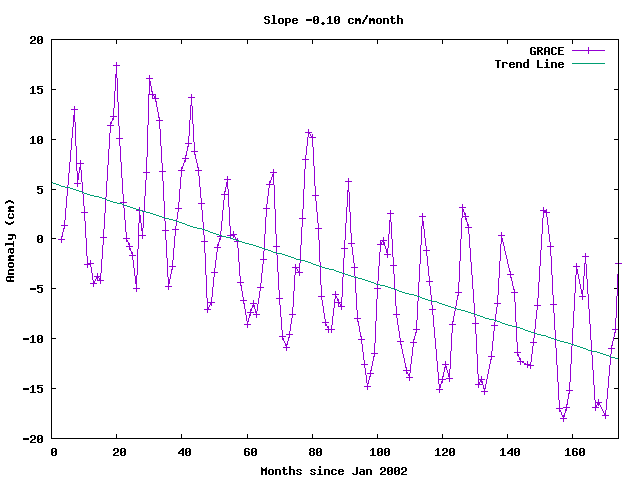 Slope -0.10 cm/month
GRACE
Trend Line
20
15
10
5
0
-5
-10
-15
-20
Anomaly (cm)
0 20 40 60 80 100 120 140 160
Months since Jan 2002